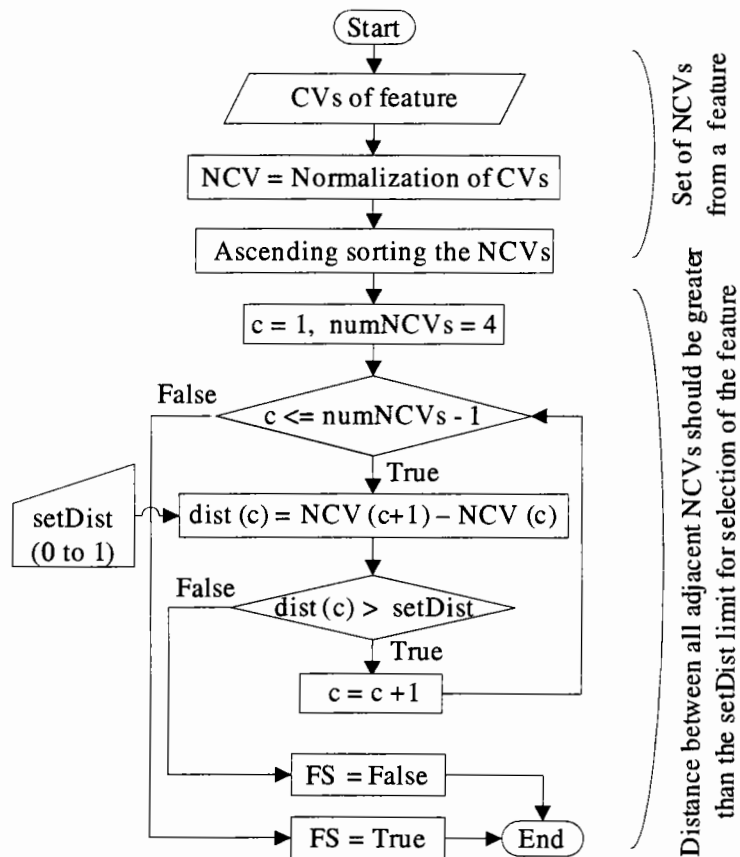 Start
CVs of feature
NCV = Normalization of CVs
Ascending sorting the NCVs
c = 1, numNCVs = 4
False
c <= numNCVs - 1
True
setDist
(0 to 1)
dist (c) = NCV (c+1) – NCV (c)
False
dist (c) > setDist
True
c = c +1
FS = False
FS = True
End
Set of NCVs
from a feature
Distance between all adjacent NCVs should be greater
than the setDist limit for selection of the feature